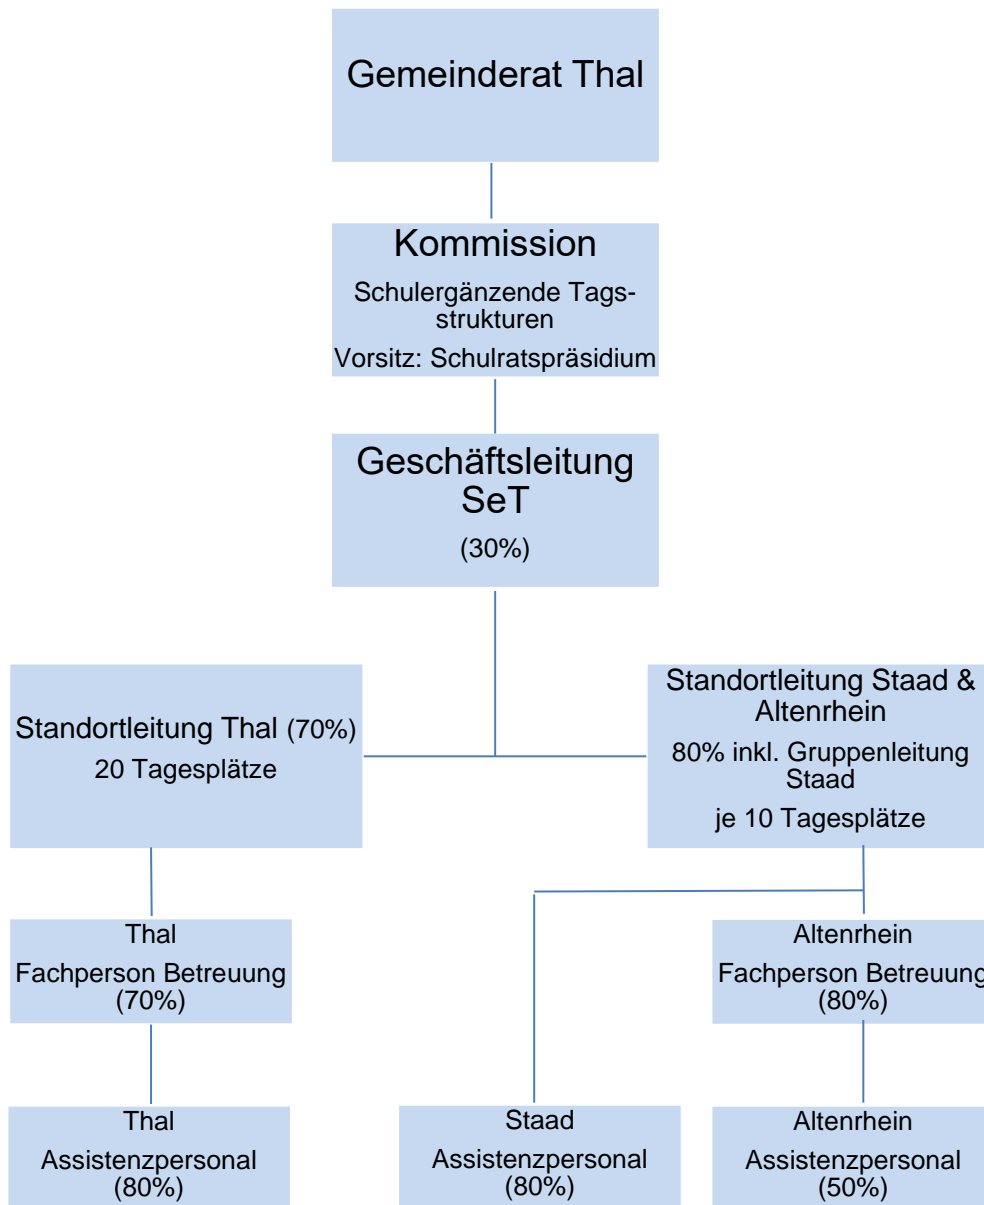 Gemeinderat Thal
Kommission
Schulergänzende Tags-
strukturen
Vorsitz: Schulratspräsidium
Geschäftsleitung
SeT
(30%)
Standortleitung Thal (70%)
20 Tagesplätze
Standortleitung Staad &
Altenrhein
80% inkl. Gruppenleitung
Staad
je 10 Tagesplätze
Thal
Fachperson Betreuung
(70%)
Altenrhein
Fachperson Betreuung
(80%)
Thal
Assistenzpersonal
(80%)
Staad
Assistenzpersonal
(80%)
Altenrhein
Assistenzpersonal
(50%)